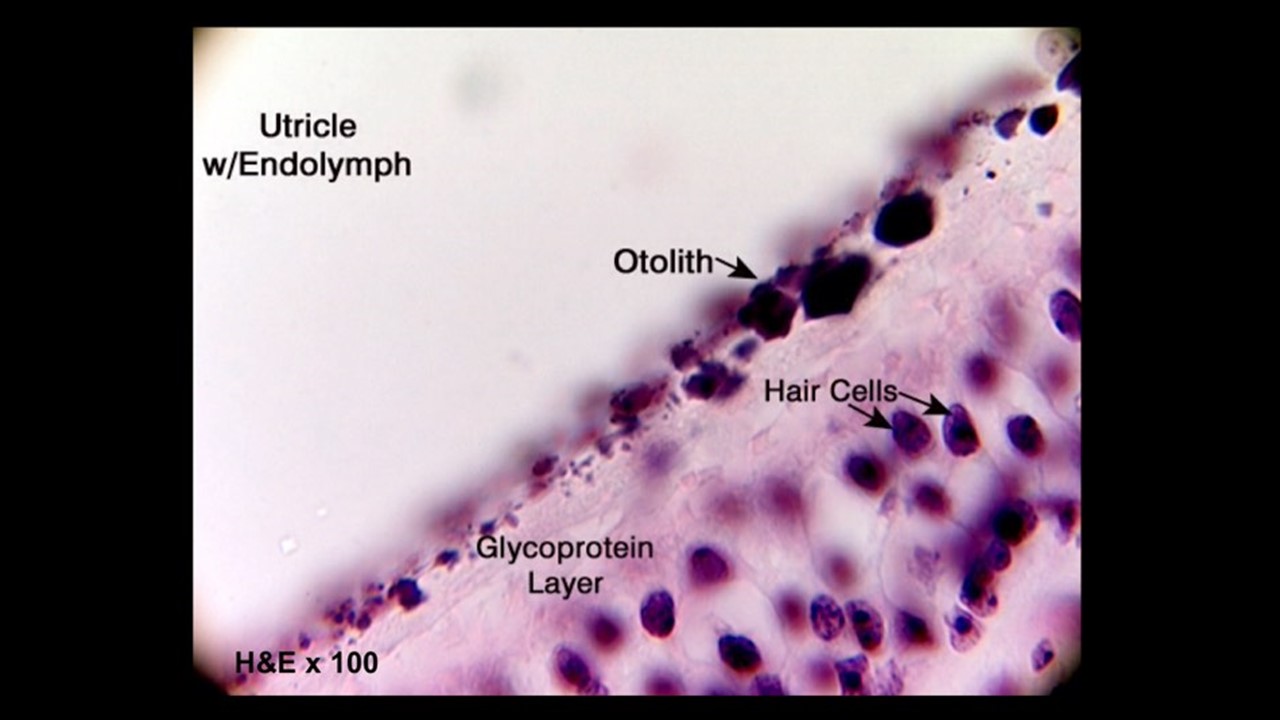 Utricle
w/Endolymph
Otolith
Hair Cells
Glycoprotein
Layer
H&E x 100